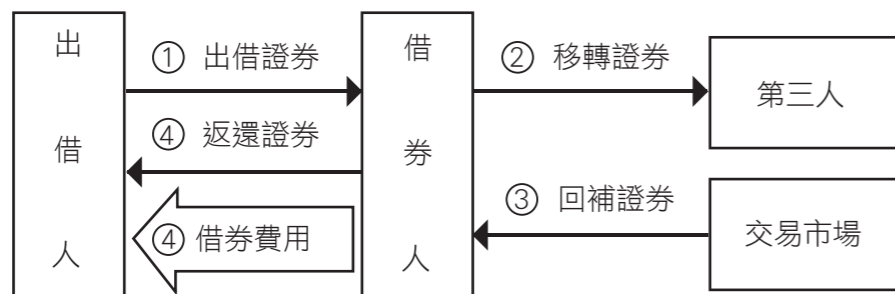 出借人
① 出借證券
④ 返還證券
④ 借券費用
借券人
② 移轉證券
③ 回補證券
第三人
交易市場